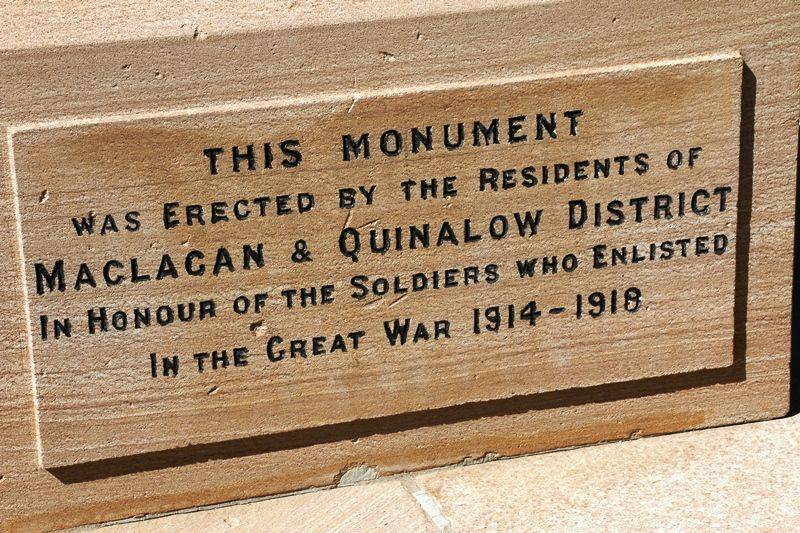 THIS MONUMENT
WAS ERECTED BY THE RESIDENTS OF
MACLAGAN & QUINALOW DISTRICT
IN HONOUR OF THE SOLDIERS WHO ENLISTED
IN THE GREAT WAR 1914-1918